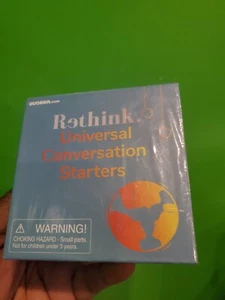 Rethink.
Universal
Conversation
Starters
⚠ WARNING!
CHOKING HAZARD - Small parts.
Not for children under 3 years.